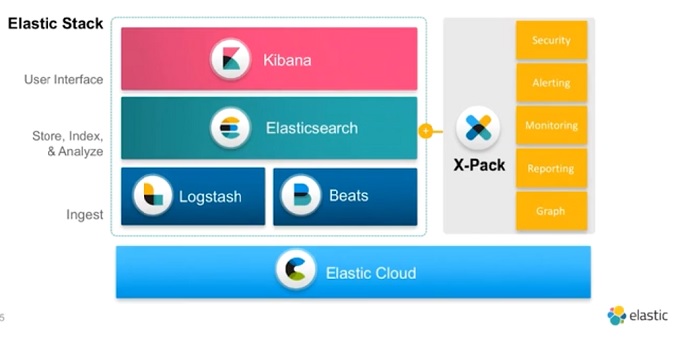 Elastic Stack
User Interface
Kibana
Store, Index,
& Analyze
Elasticsearch
Ingest
Logstash
Beats
Elastic Cloud
+
X-Pack
Security
Alerting
Monitoring
Reporting
Graph
5
elastic